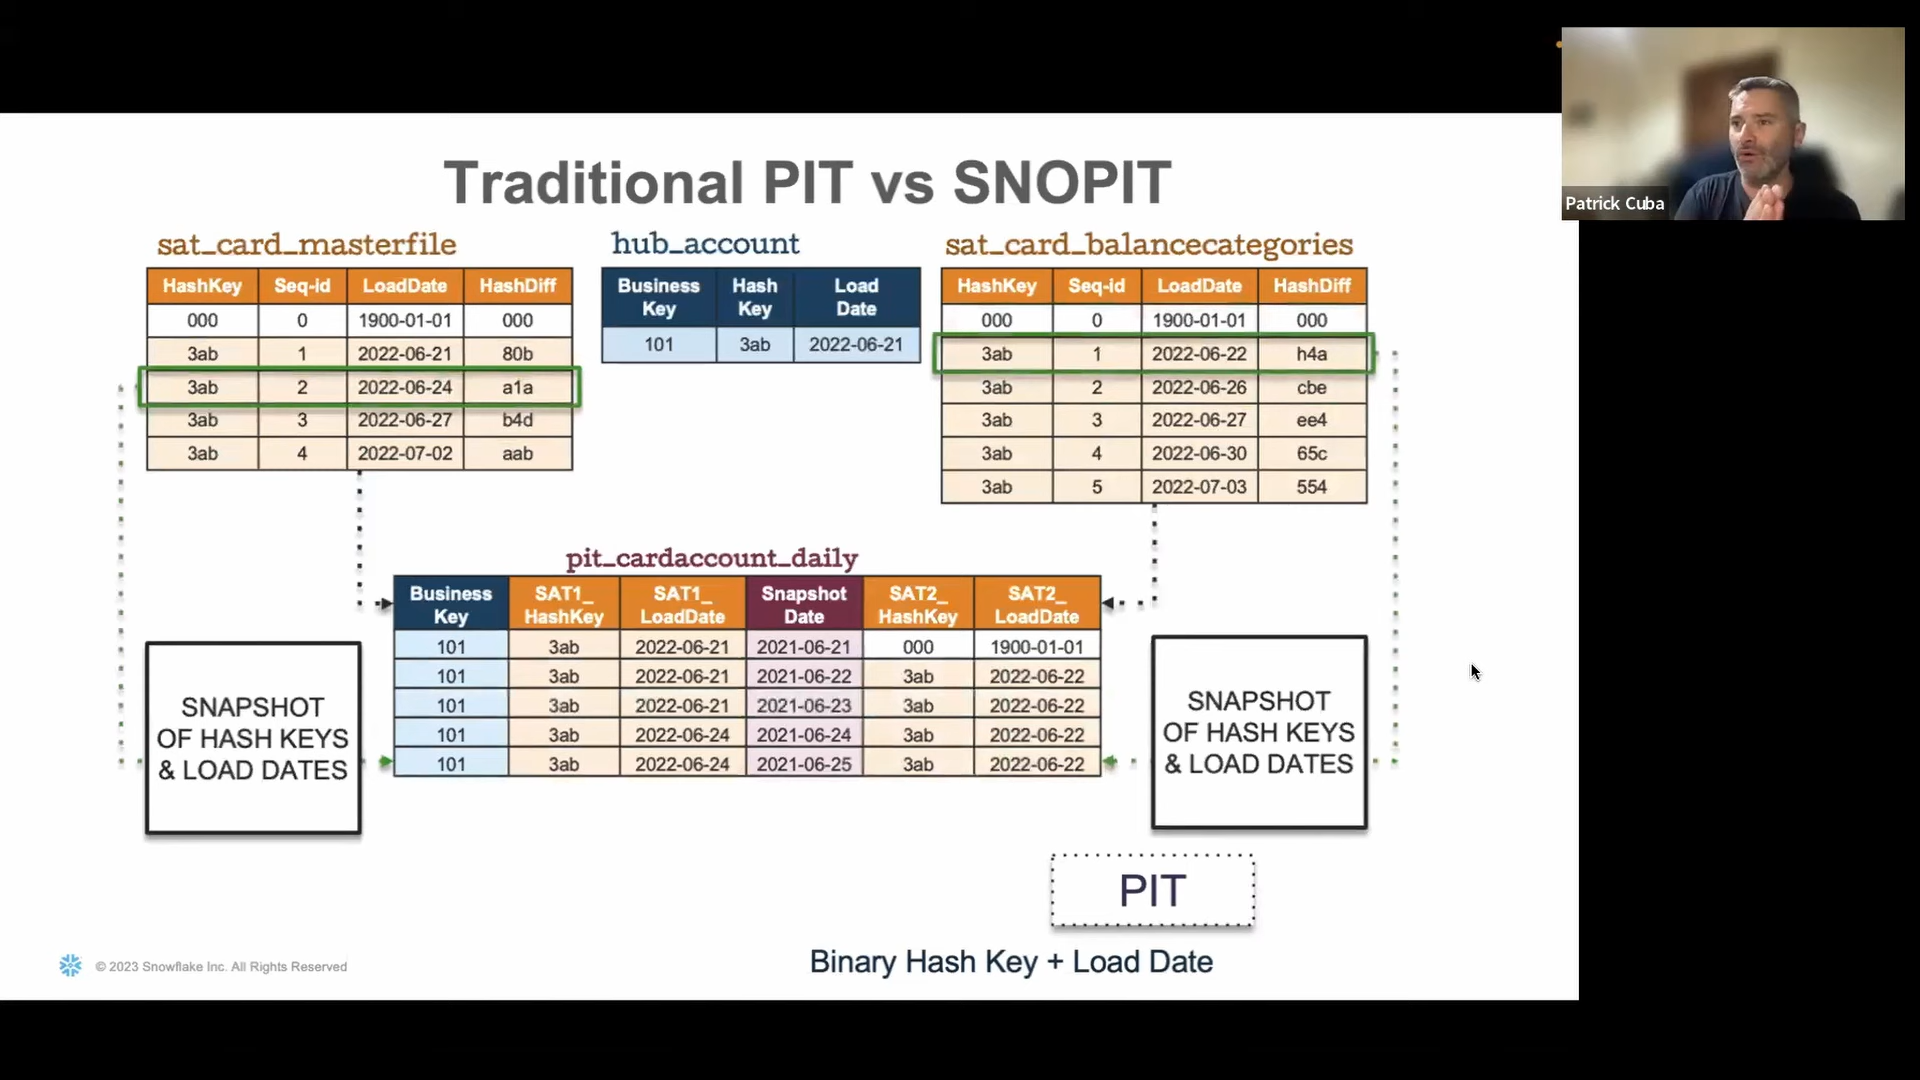 Patrick Cuba
Traditional PIT vs SNOPIT
sat_card_masterfile
HashKey Seq-id LoadDate HashDiff
000 0 1900-01-01 000
3ab 1 2022-06-21 80b
3ab 2 2022-06-24 a1a
3ab 3 2022-06-27 b4d
3ab 4 2022-07-02 aab
hub_account
Business Hash Load
Key Key Date
101 3ab 2022-06-21
sat_card_balancecategories
HashKey Seq-id LoadDate HashDiff
000 0 1900-01-01 000
3ab 1 2022-06-22 h4a
3ab 2 2022-06-26 cbe
3ab 3 2022-06-27 ee4
3ab 4 2022-06-30 65c
3ab 5 2022-07-03 554
pit_cardaccount_daily
Business SAT1_ SAT1_ Snapshot SAT2_ SAT2_
Key HashKey LoadDate Date HashKey LoadDate
101 3ab 2022-06-21 2021-06-21 000 1900-01-01
101 3ab 2022-06-21 2021-06-22 3ab 2022-06-22
101 3ab 2022-06-21 2021-06-23 3ab 2022-06-22
101 3ab 2022-06-24 2021-06-24 3ab 2022-06-22
101 3ab 2022-06-24 2021-06-25 3ab 2022-06-22
SNAPSHOT
OF HASH KEYS
& LOAD DATES
SNAPSHOT
OF HASH KEYS
& LOAD DATES
PIT
Binary Hash Key + Load Date
© 2023 Snowflake Inc. All Rights Reserved